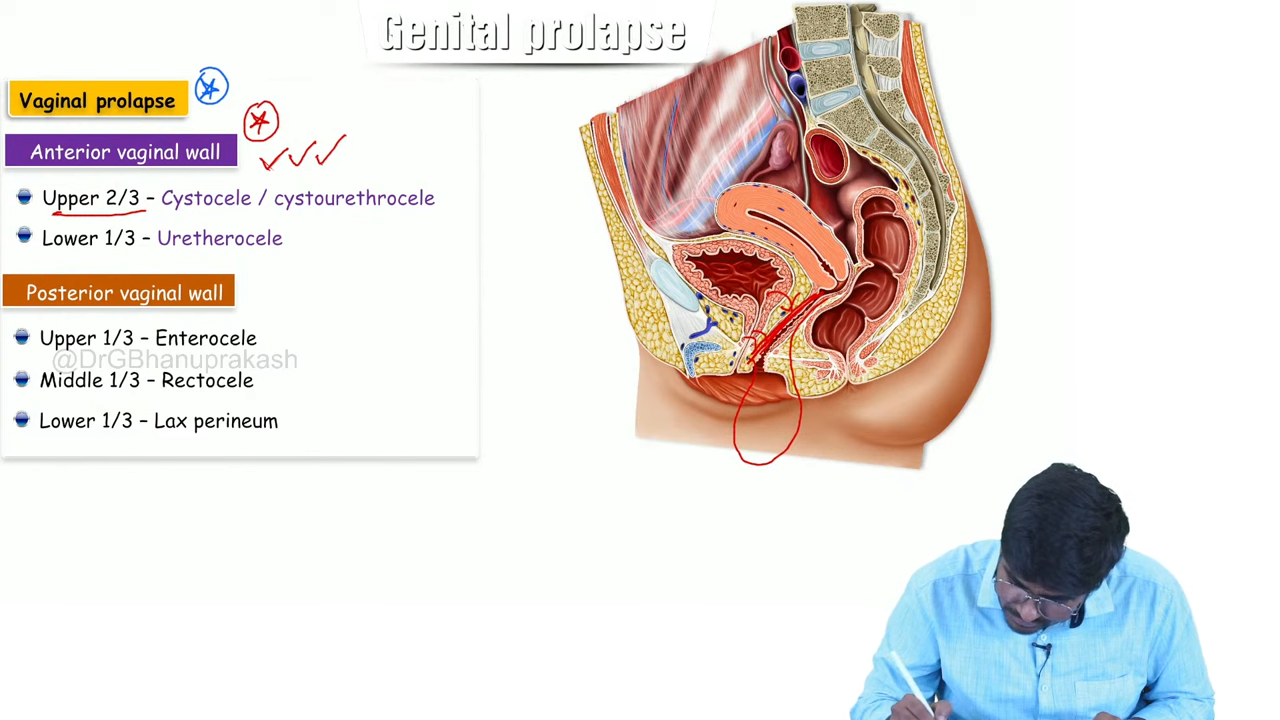 Genital prolapse
Vaginal prolapse
Anterior vaginal wall
Upper 2/3 – Cystocele / cystourethrocele
Lower 1/3 – Uretherocele
Posterior vaginal wall
Upper 1/3 – Enterocele
@DrGBhanuprakash
Middle 1/3 – Rectocele
Lower 1/3 – Lax perineum